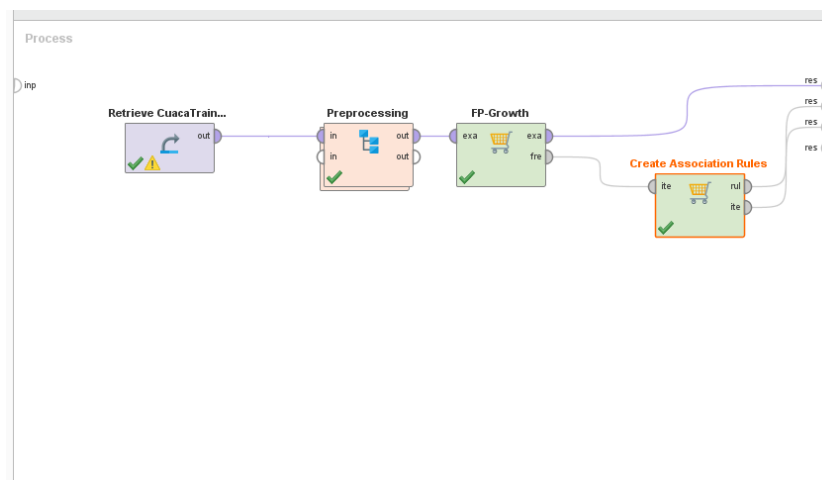 Process
inp
res
res
res
res
Retrieve CuacaTrain...
out
Preprocessing
in
out
in
out
FP-Growth
exa
exa
fre
Create Association Rules
ite
rul
ite